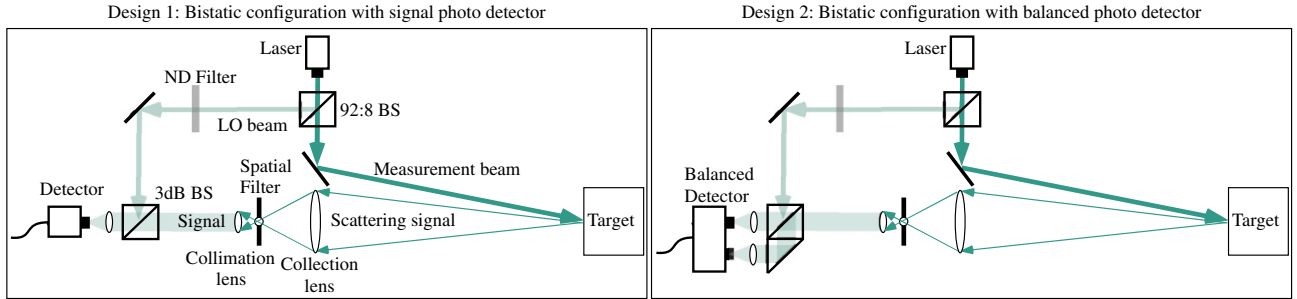 Design 1: Bistatic configuration with signal photo detector
Laser
ND Filter
92:8 BS
LO beam
Spatial
Filter
Measurement beam
Detector
3dB BS
Signal
Scattering signal
Target
Collimation
lens
Collection
lens
Design 2: Bistatic configuration with balanced photo detector
Laser
Balanced
Detector
Target